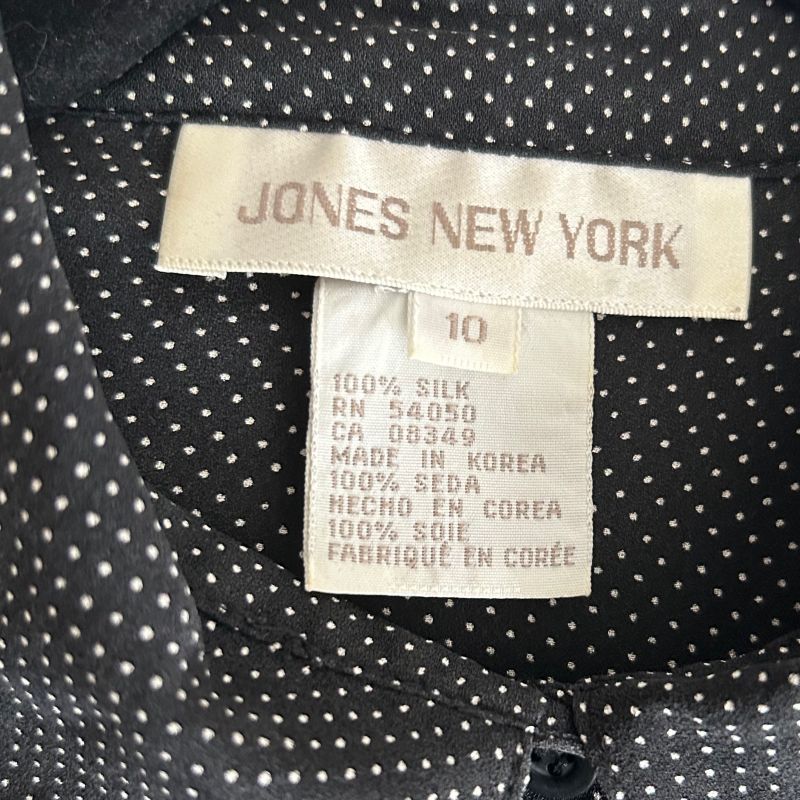 JONES NEW YORK
10
100% SILK
RN 54050
CA 08349
MADE IN KOREA
100% SEDA
HECHO EN COREA
100% SOIE
FABRIQUÉ EN CORÉE